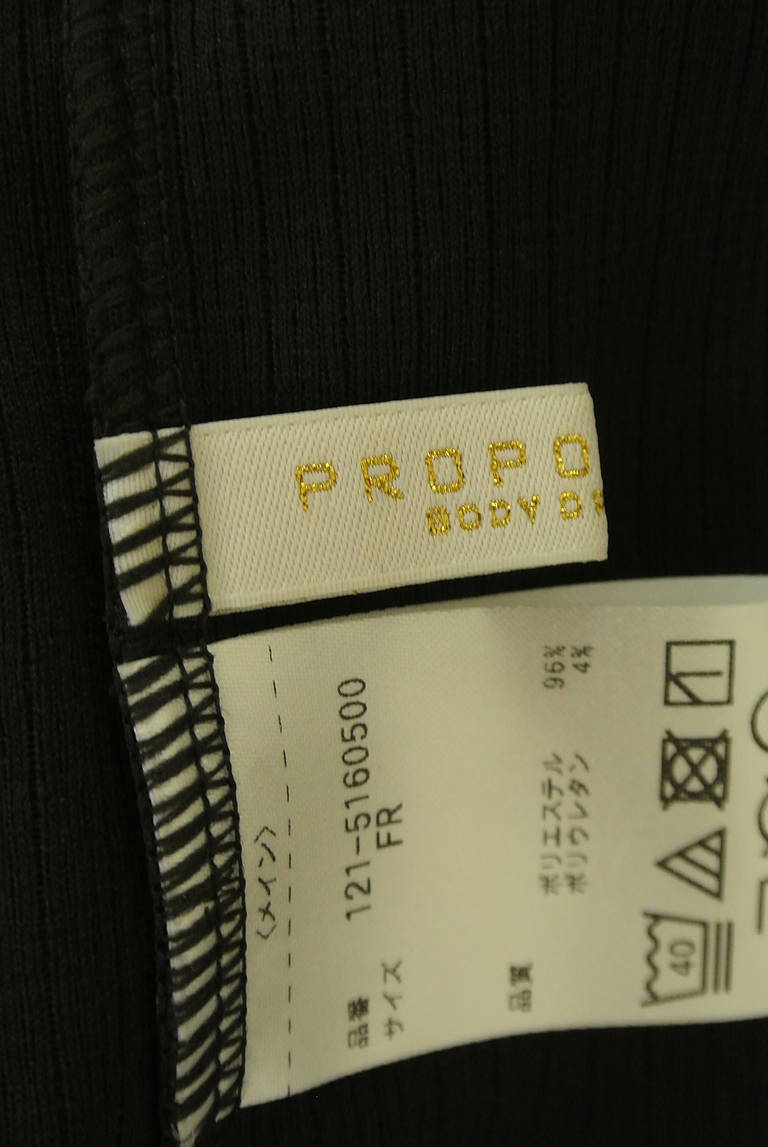 PROPO
BODY DR
〈メイン〉
品番 121-5160500
サイズ FR
品質 ポリエステル 96%
ポリウレタン 4%
40